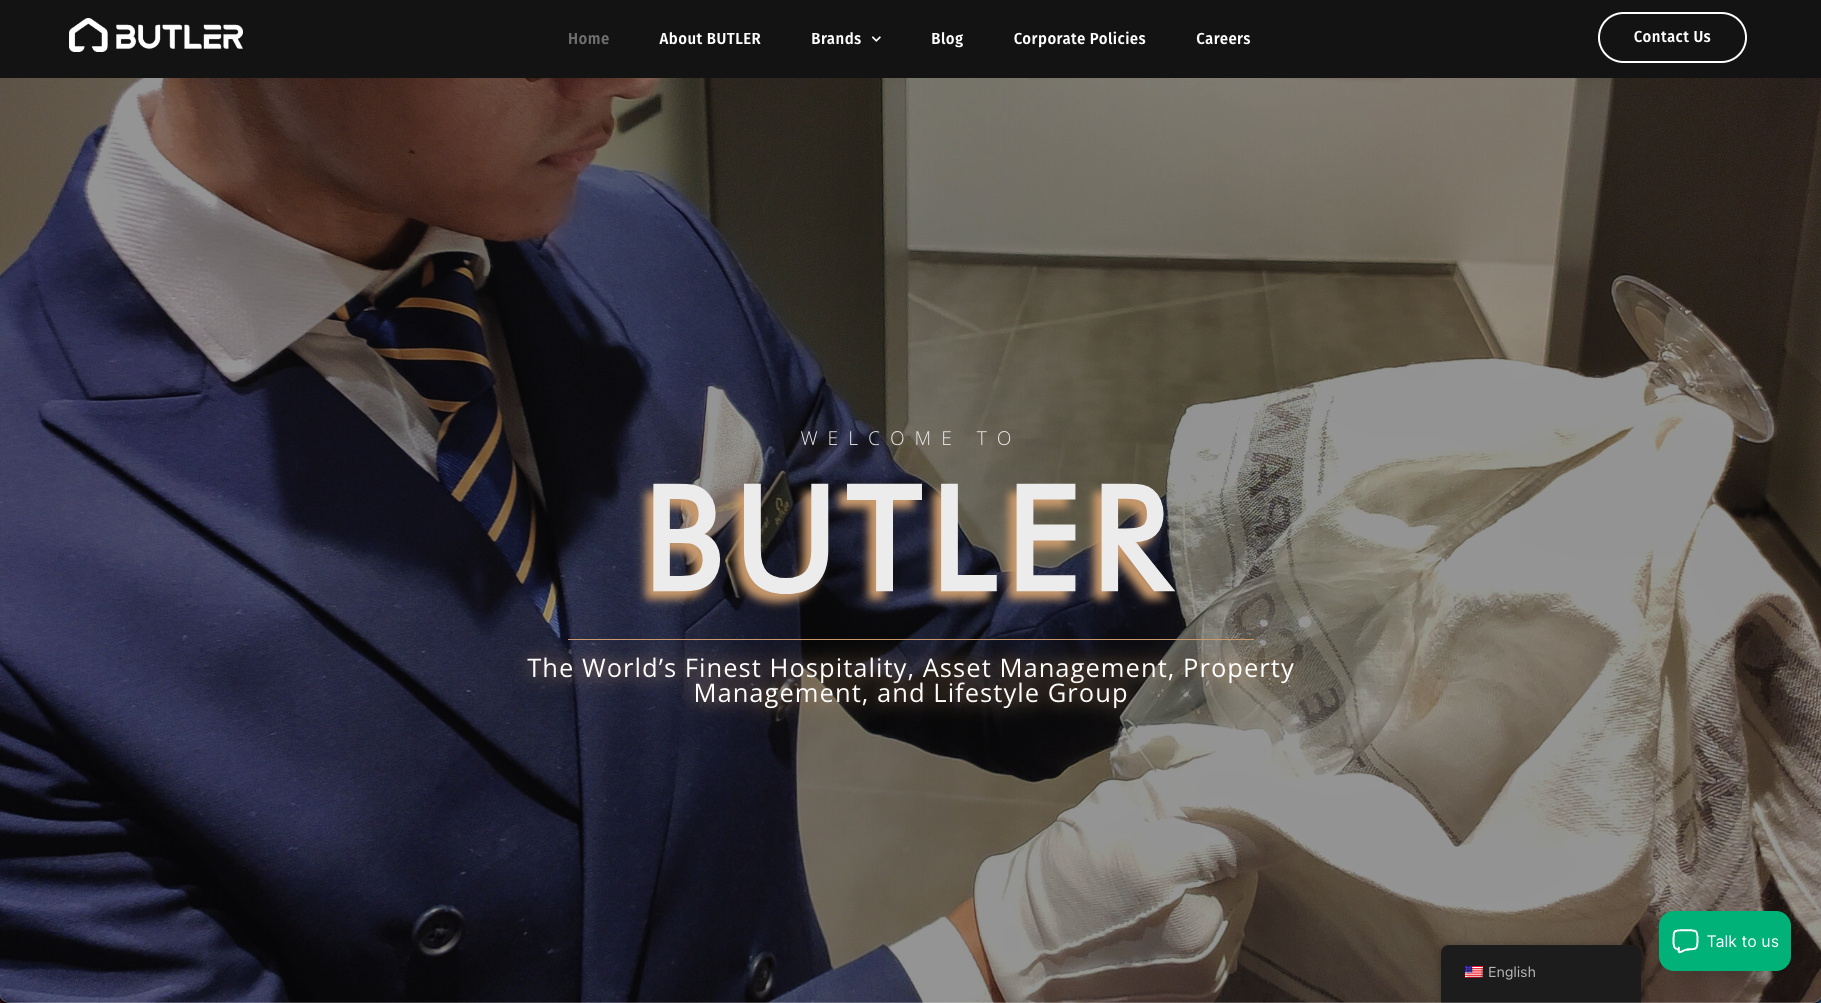 BUTLER
Home
About BUTLER
Brands
Blog
Corporate Policies
Careers
Contact Us
WELCOME TO
BUTLER
The World’s Finest Hospitality, Asset Management, Property
Management, and Lifestyle Group
Talk to us
English